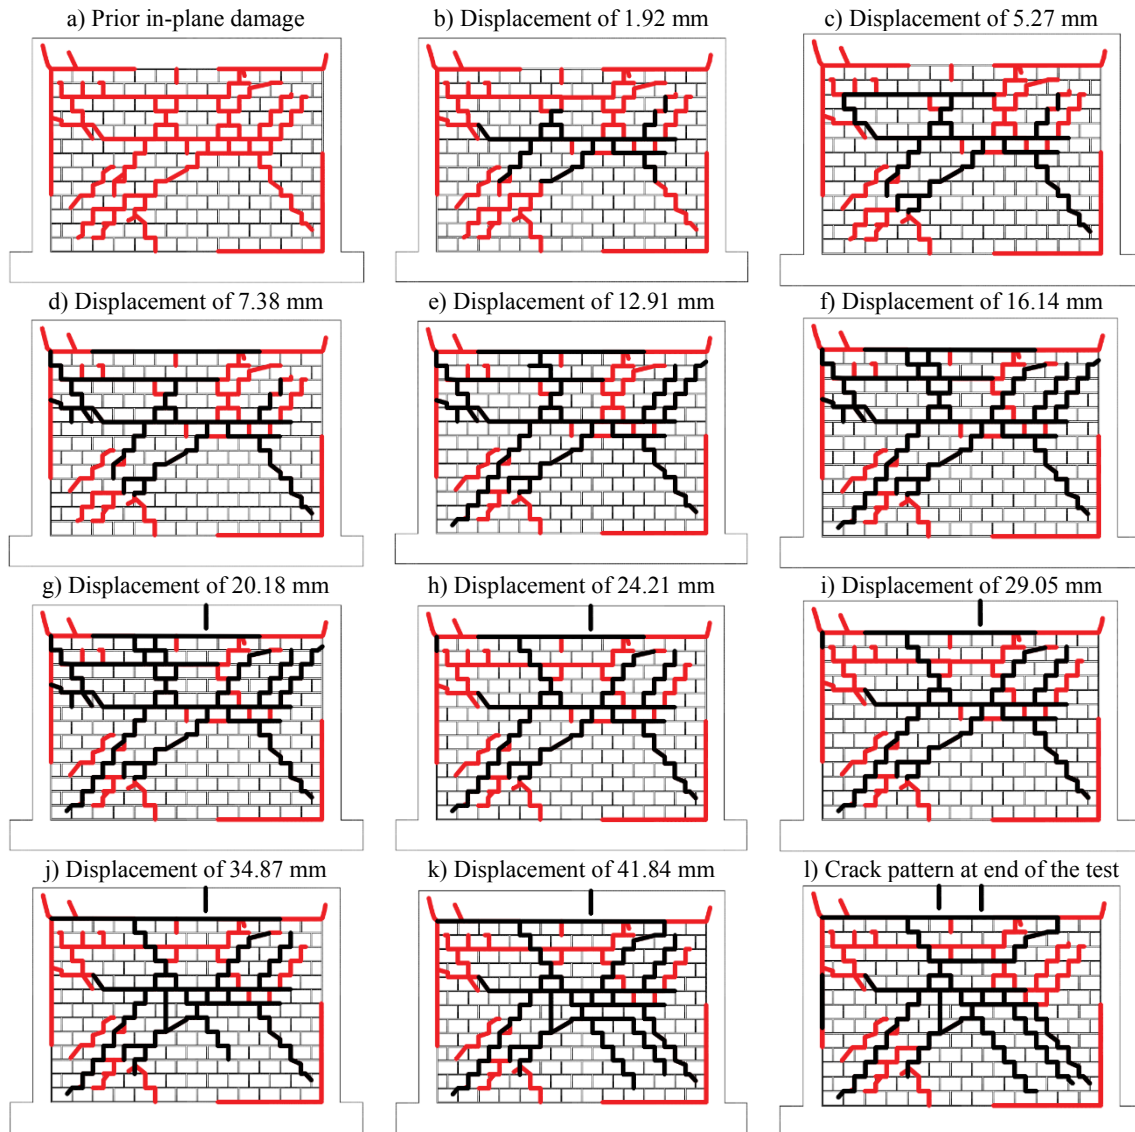 a) Prior in-plane damage
b) Displacement of 1.92 mm
c) Displacement of 5.27 mm
d) Displacement of 7.38 mm
e) Displacement of 12.91 mm
f) Displacement of 16.14 mm
g) Displacement of 20.18 mm
h) Displacement of 24.21 mm
i) Displacement of 29.05 mm
j) Displacement of 34.87 mm
k) Displacement of 41.84 mm
l) Crack pattern at end of the test